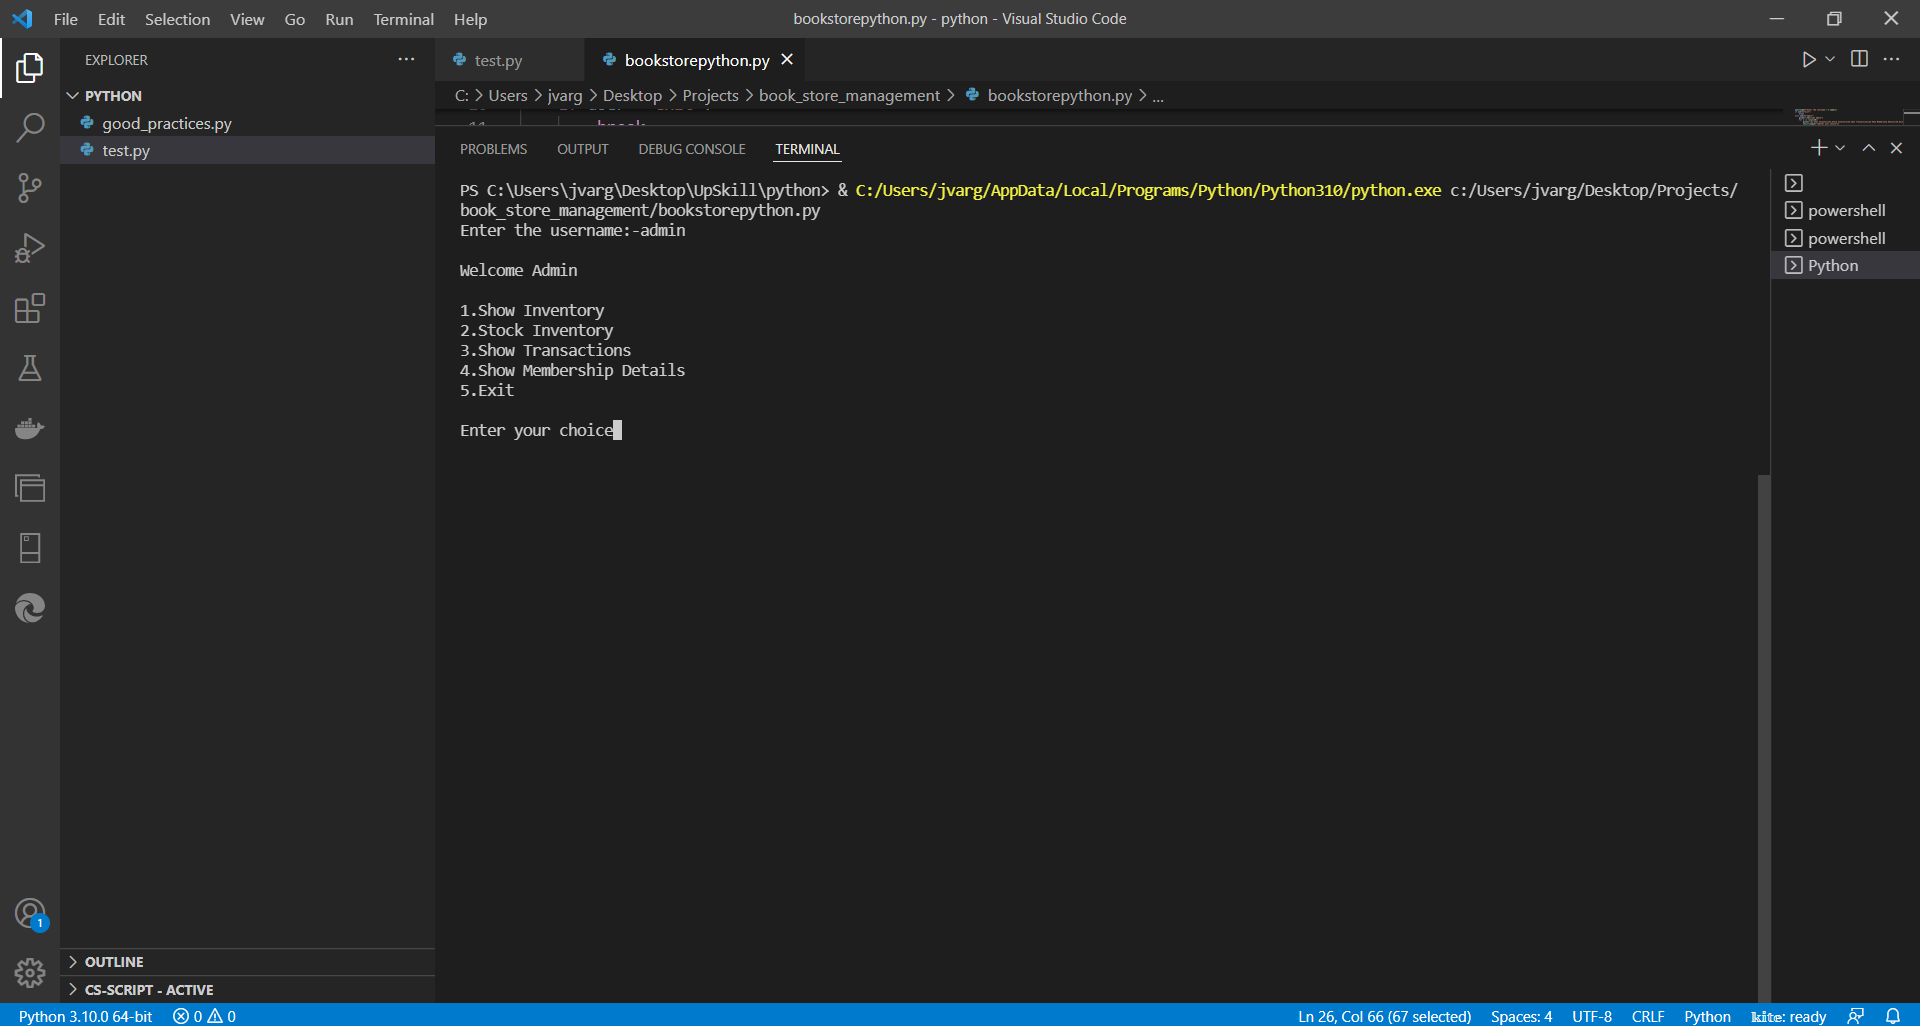 File Edit Selection View Go Run Terminal Help
bookstorepython.py - python - Visual Studio Code
EXPLORER
PYTHON
good_practices.py
test.py
OUTLINE
CS-SCRIPT - ACTIVE
test.py
bookstorepython.py
C: > Users > jvarg > Desktop > Projects > book_store_management > bookstorepython.py > ...
PROBLEMS OUTPUT DEBUG CONSOLE TERMINAL
PS C:\Users\jvarg\Desktop\UpSkill\python> & C:/Users/jvarg/AppData/Local/Programs/Python/Python310/python.exe c:/Users/jvarg/Desktop/Projects/
book_store_management/bookstorepython.py
Enter the username:-admin
Welcome Admin
1.Show Inventory
2.Stock Inventory
3.Show Transactions
4.Show Membership Details
5.Exit
Enter your choice
powershell
powershell
Python
1
Python 3.10.0 64-bit 0 0
Ln 26, Col 66 (67 selected) Spaces: 4 UTF-8 CRLF Python kite: ready